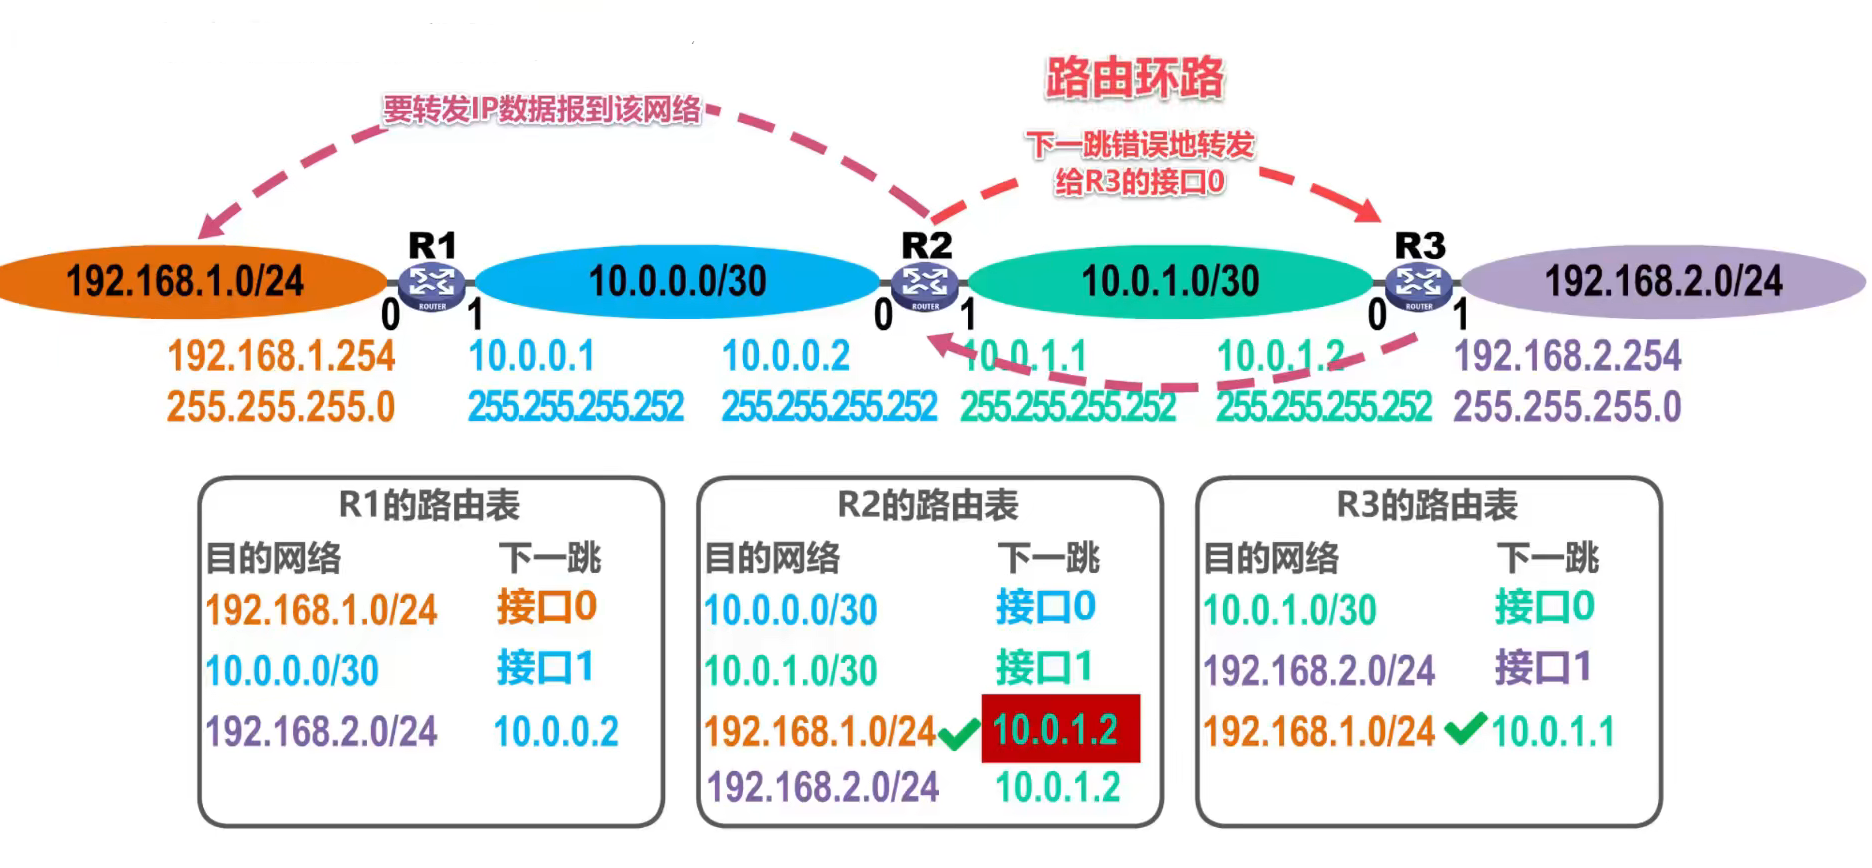 路由环路
要转发IP数据报到该网络
下一跳错误地转发
给R3的接口0
R1
R2
R3
192.168.1.0/24
ROUTER
10.0.0.0/30
ROUTER
10.0.1.0/30
ROUTER
192.168.2.0/24
0
1
0
1
0
1
192.168.1.254
10.0.0.1
10.0.0.2
10.0.1.1
10.0.1.2
192.168.2.254
255.255.255.0
255.255.255.252
255.255.255.252
255.255.255.252
255.255.255.252
255.255.255.0
R1的路由表
目的网络 下一跳
192.168.1.0/24 接口0
10.0.0.0/30 接口1
192.168.2.0/24 10.0.0.2
R2的路由表
目的网络 下一跳
10.0.0.0/30 接口0
10.0.1.0/30 接口1
192.168.1.0/24 10.0.1.2
192.168.2.0/24 10.0.1.2
R3的路由表
目的网络 下一跳
10.0.1.0/30 接口0
192.168.2.0/24 接口1
192.168.1.0/24 10.0.1.1